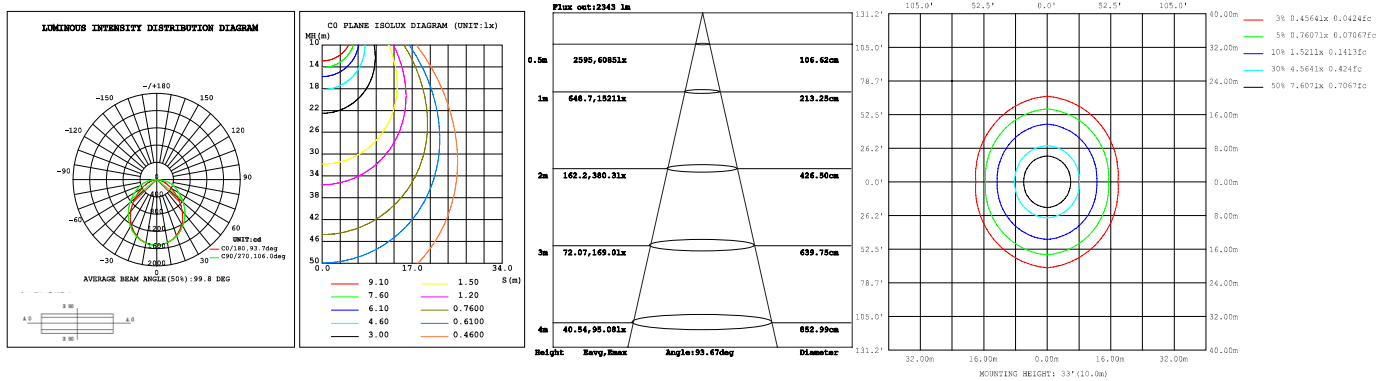 LUMINOUS INTENSITY DISTRIBUTION DIAGRAM
-/+180
-150 150
-120 120
-90 90
-60 60
-30 30
0
0
400
800
1200
1600
2000
UNIT:cd
C0/180,93.7deg
C90/270,106.0deg
AVERAGE BEAM ANGLE(50%):99.8 DEG
C0 PLANE ISOLUX DIAGRAM (UNIT:lx)
MH(m)
10
14
18
22
26
30
34
38
42
46
50
0.0 17.0 34.0
S(m)
9.10 1.50
7.60 1.20
6.10 0.7600
4.60 0.6100
3.00 0.4600
Flux out:2343 lm
0.5m 2595,6085lx 106.62cm
1m 648.7,1521lx 213.25cm
2m 162.2,380.3lx 426.50cm
3m 72.07,169.0lx 639.75cm
4m 40.54,95.08lx 852.99cm
Height Eavg,Emax Angle:93.67deg Diameter
105.0' 52.5' 0.0' 52.5' 105.0'
131.2' 40.00m
105.0' 32.00m
78.7' 24.00m
52.5' 16.00m
26.2' 8.00m
0.0' 0.00m
26.2' 8.00m
52.5' 16.00m
78.7' 24.00m
105.0' 32.00m
131.2' 40.00m
32.00m 16.00m 0.00m 16.00m 32.00m
MOUNTING HEIGHT: 33'(10.0m)
3% 0.4564lx 0.0424fc
5% 0.7607lx 0.07067fc
10% 1.521lx 0.1413fc
30% 4.564lx 0.424fc
50% 7.607lx 0.7067fc